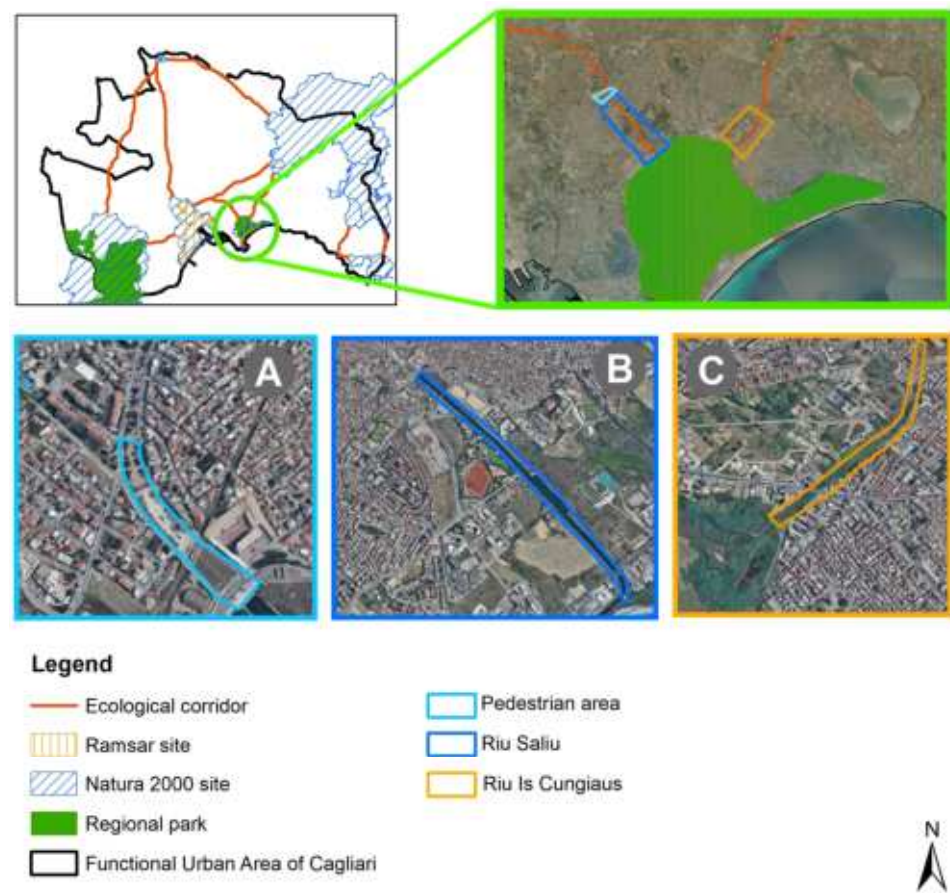 A
B
C
Legend
Ecological corridor
Ramsar site
Natura 2000 site
Regional park
Functional Urban Area of Cagliari
Pedestrian area
Riu Saliu
Riu Is Cungiaus
N